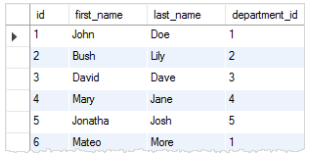 id first_name last_name department_id
1 John Doe 1
2 Bush Lily 2
3 David Dave 3
4 Mary Jane 4
5 Jonatha Josh 5
6 Mateo More 1